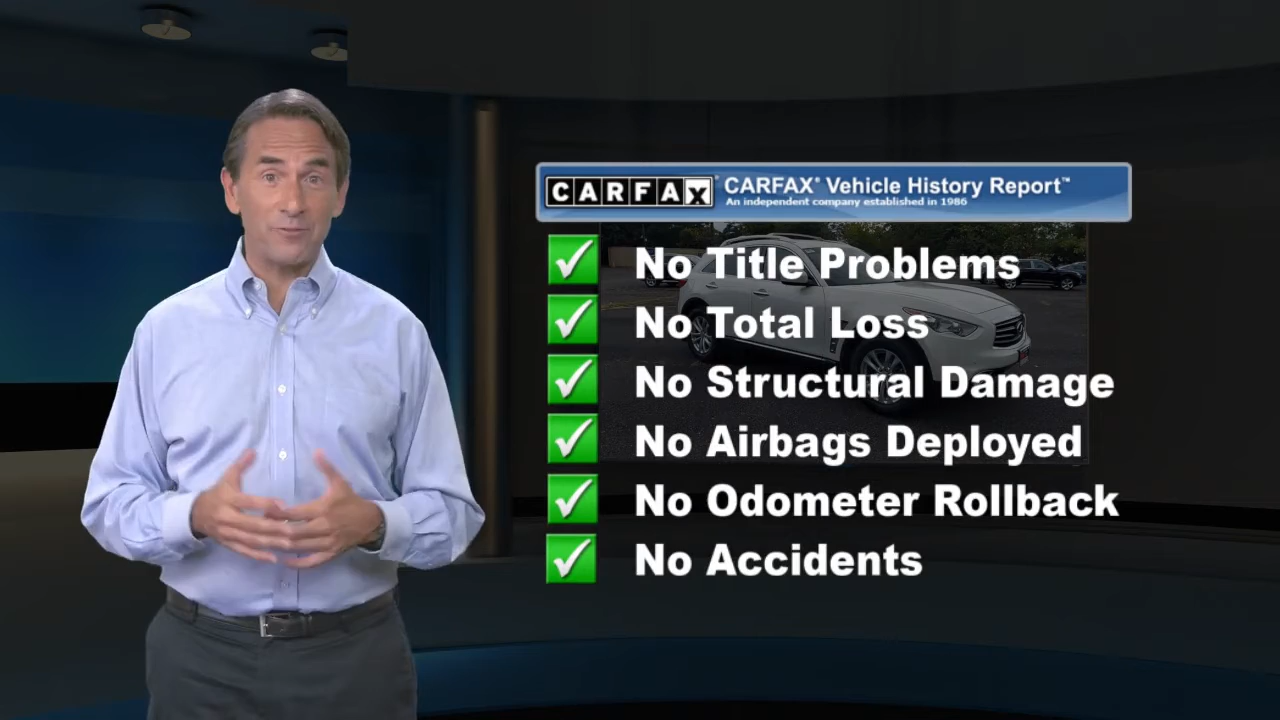 CARFAX® CARFAX® Vehicle History Report™
An independent company established in 1986
No Title Problems
No Total Loss
No Structural Damage
No Airbags Deployed
No Odometer Rollback
No Accidents